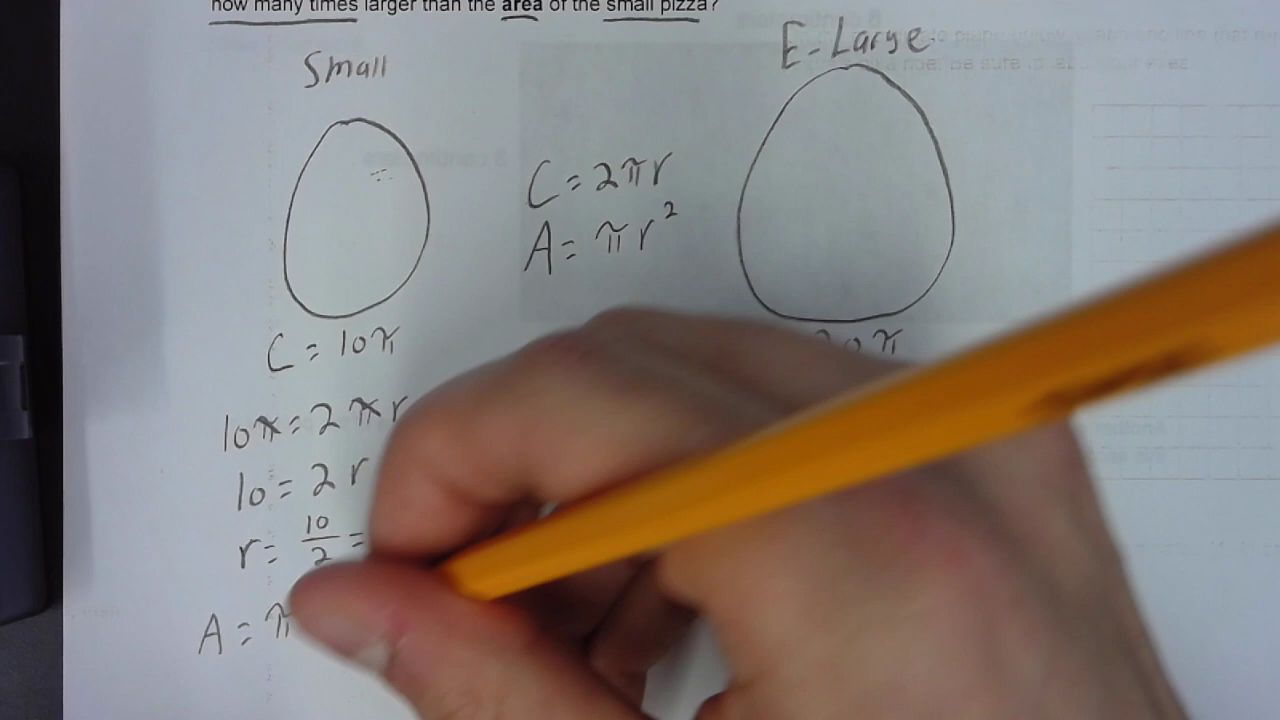 how many times larger than the area of the small pizza?
Small
E-Large
C = 2πr
A = πr²
C = 10π
10π = 2πr
10 = 2r
r = 10/2 =
A = π